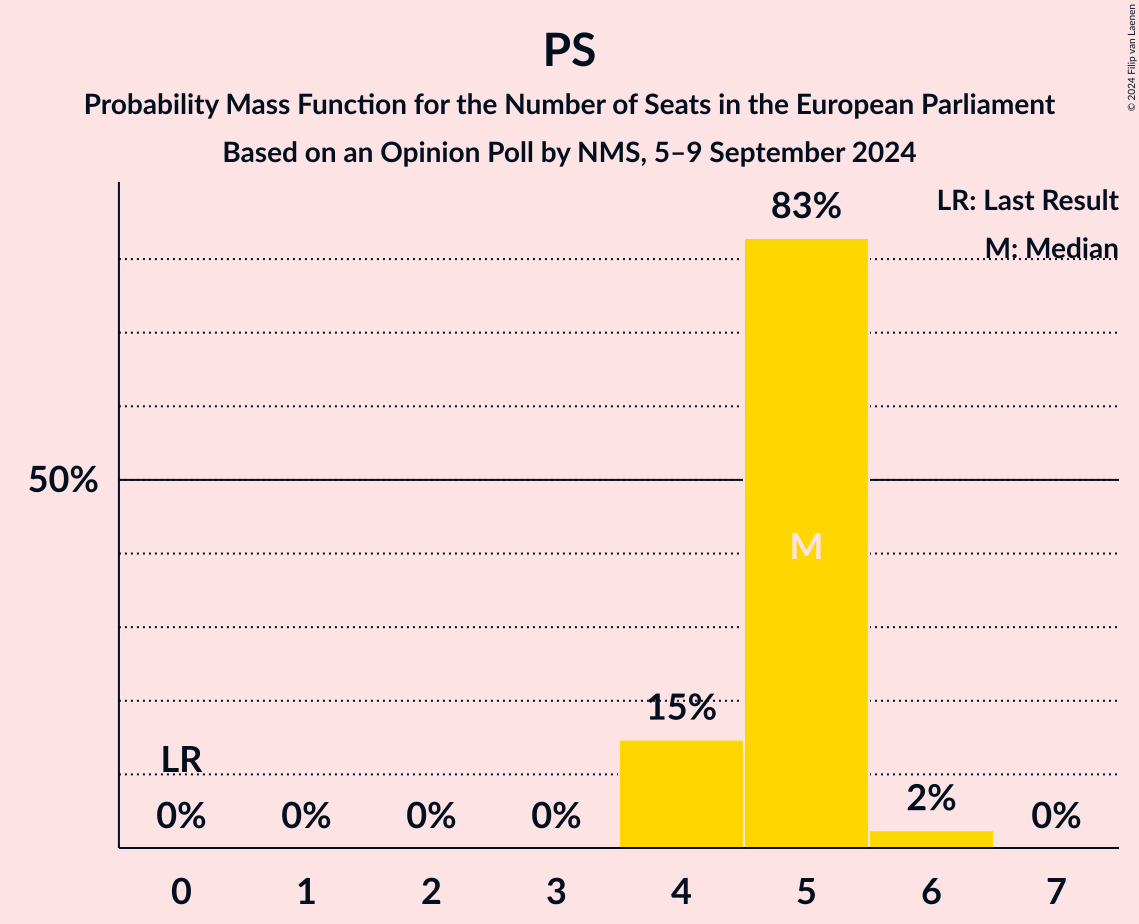 PS
Probability Mass Function for the Number of Seats in the European Parliament
Based on an Opinion Poll by NMS, 5–9 September 2024
© 2024 Filip van Laenen
LR: Last Result
M: Median
83%
50%
M
15%
LR
2%
0% 0% 0% 0% 0%
0 1 2 3 4 5 6 7